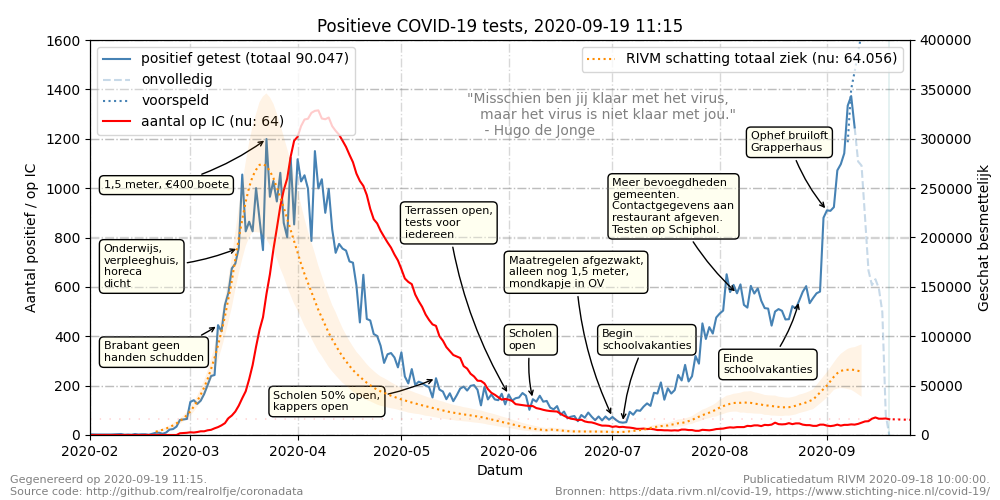 Positieve COVID-19 tests, 2020-09-19 11:15
1600
1400
1200
1000
800
600
400
200
0
Aantal positief / op IC
400000
350000
300000
250000
200000
150000
100000
50000
0
Geschat besmettelijk
positief getest (totaal 90.047)
onvolledig
voorspeld
aantal op IC (nu: 64)
RIVM schatting totaal ziek (nu: 64.056)
"Misschien ben jij klaar met het virus,
maar het virus is niet klaar met jou."
- Hugo de Jonge
Ophef bruiloft
Grapperhaus
1,5 meter, €400 boete
Meer bevoegdheden
gemeenten.
Contactgegevens aan
restaurant afgeven.
Testen op Schiphol.
Terrassen open,
tests voor
iedereen
Onderwijs,
verpleeghuis,
horeca
dicht
Maatregelen afgezwakt,
alleen nog 1,5 meter,
mondkapje in OV
Brabant geen
handen schudden
Scholen
open
Begin
schoolvakanties
Einde
schoolvakanties
Scholen 50% open,
kappers open
2020-02
2020-03
2020-04
2020-05
2020-06
2020-07
2020-08
2020-09
Datum
Gegenereerd op 2020-09-19 11:15.
Source code: http://github.com/realrolfje/coronadata
Publicatiedatum RIVM 2020-09-18 10:00:00.
Bronnen: https://data.rivm.nl/covid-19, https://www.stichting-nice.nl/covid-19/